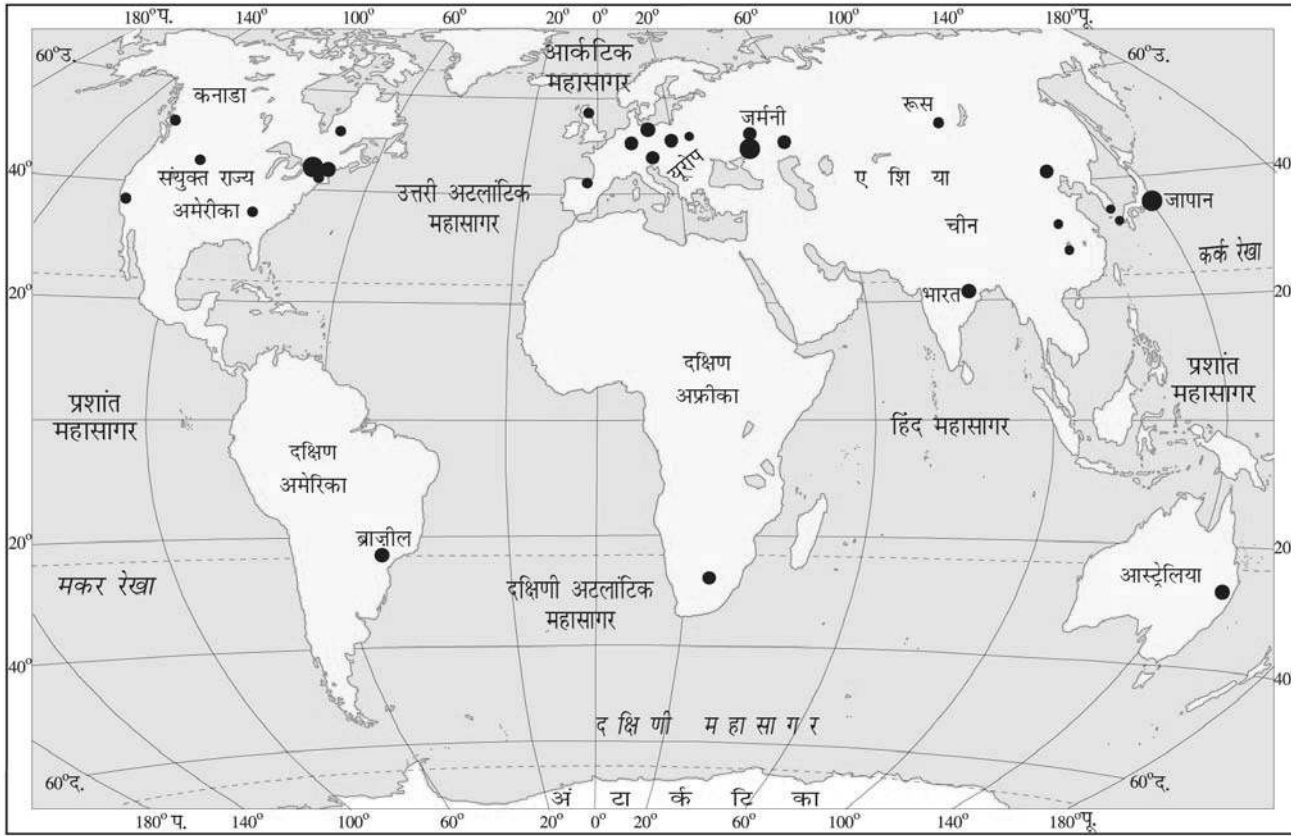 180°प. 140° 100° 60° 20° 0° 20° 60° 100° 140° 180°पू.
60°उ. 60°उ.
आर्कटिक
महासागर
कनाडा
जर्मनी
रूस
यूरोप
40° 40°
संयुक्त राज्य
अमेरीका
उत्तरी अटलांटिक
महासागर
ए शि या
जापान
चीन
कर्क रेखा
20° 20°
भारत
दक्षिण
अफ्रीका
प्रशांत
महासागर
प्रशांत
महासागर
हिंद महासागर
दक्षिण
अमेरिका
ब्राज़ील
20° 20°
मकर रेखा
दक्षिणी अटलांटिक
महासागर
आस्ट्रेलिया
40° 40°
द क्षि णी म हा सा ग र
60°द. 60°द.
अं टा र्क टि का
180°प. 140° 100° 60° 20° 0° 20° 60° 100° 140° 180°पू.